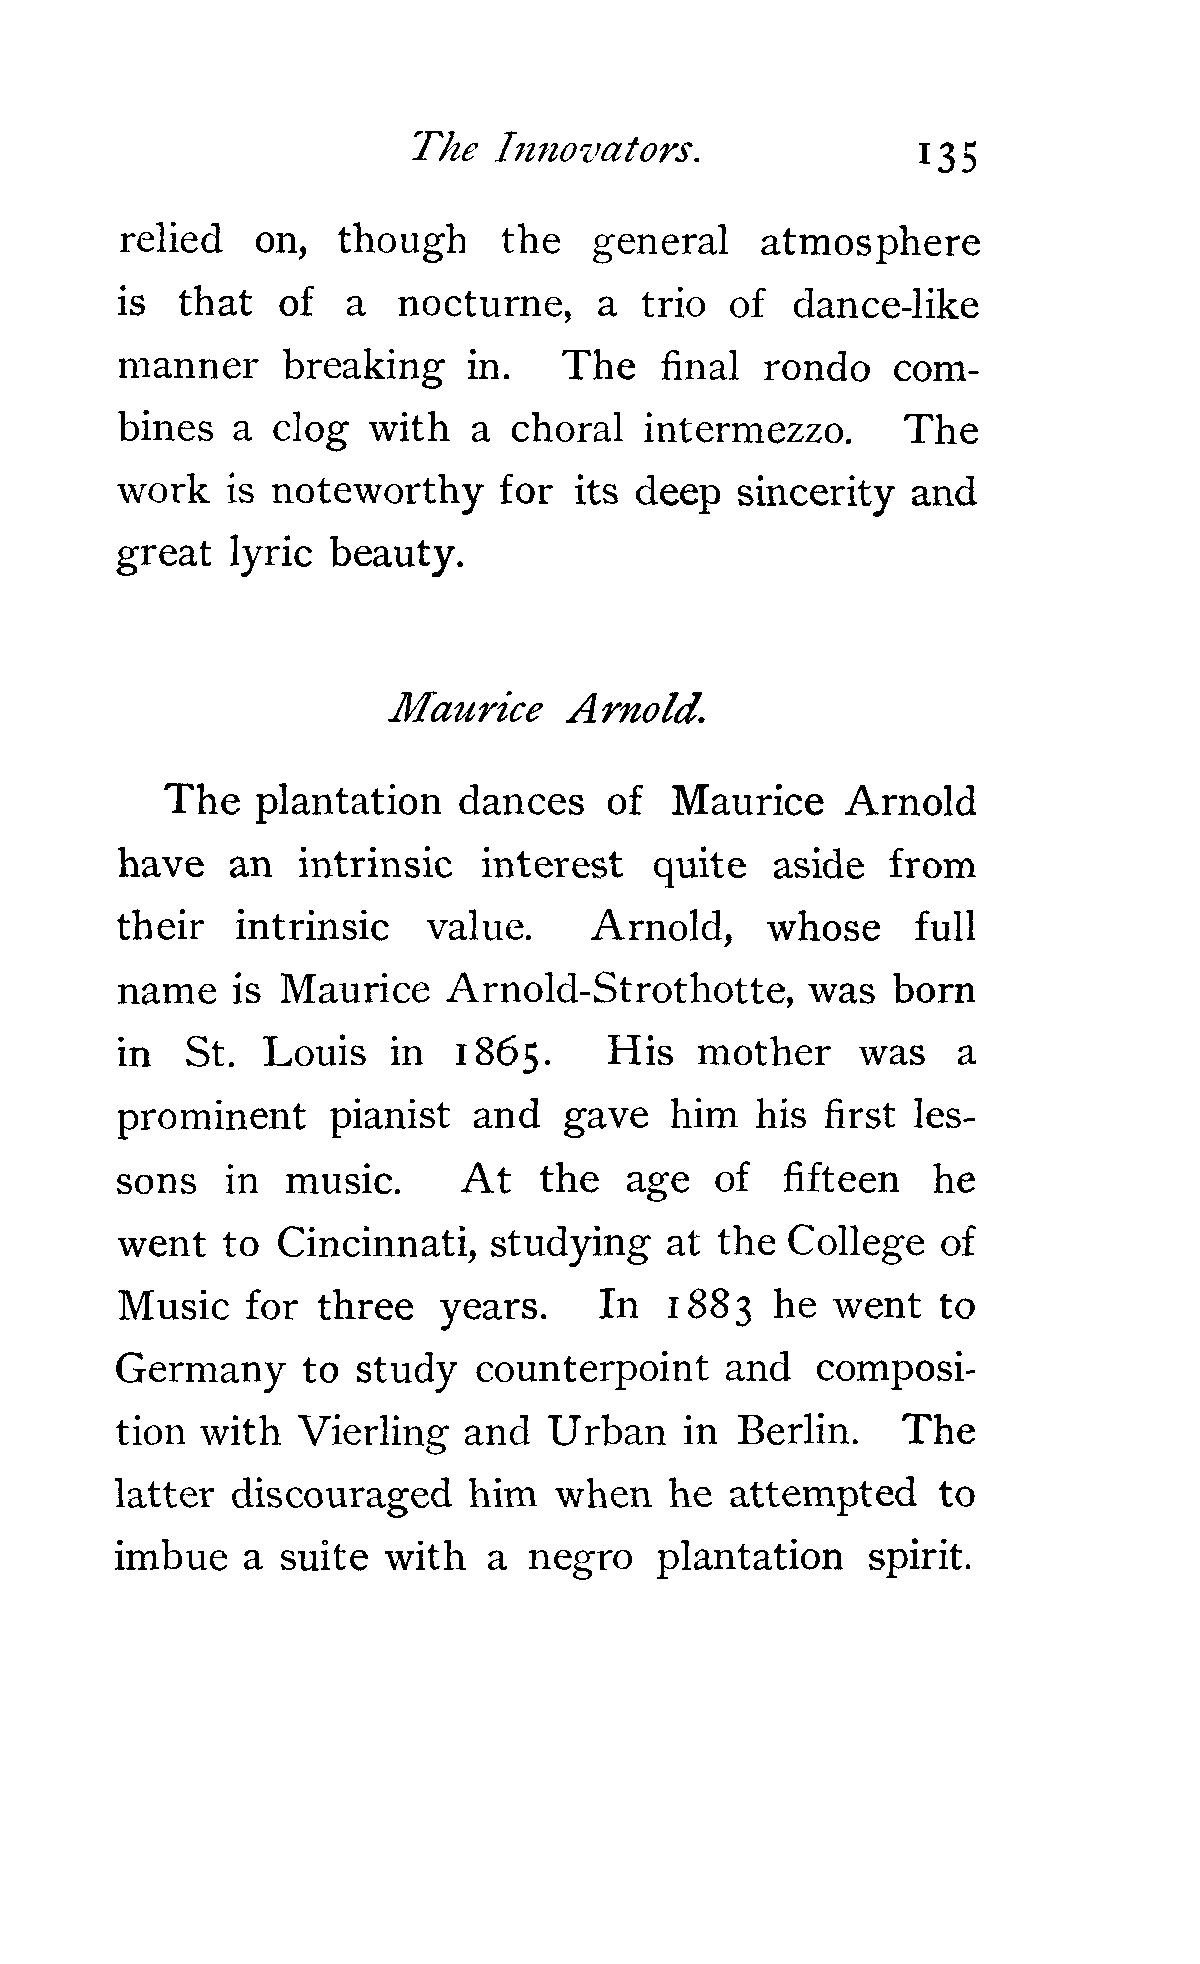 The Innovators. 135
relied on, though the general atmosphere
is that of a nocturne, a trio of dance-like
manner breaking in. The final rondo com-
bines a clog with a choral intermezzo. The
work is noteworthy for its deep sincerity and
great lyric beauty.
Maurice Arnold.
The plantation dances of Maurice Arnold
have an intrinsic interest quite aside from
their intrinsic value. Arnold, whose full
name is Maurice Arnold-Strothotte, was born
in St. Louis in 1865. His mother was a
prominent pianist and gave him his first les-
sons in music. At the age of fifteen he
went to Cincinnati, studying at the College of
Music for three years. In 1883 he went to
Germany to study counterpoint and composi-
tion with Vierling and Urban in Berlin. The
latter discouraged him when he attempted to
imbue a suite with a negro plantation spirit.